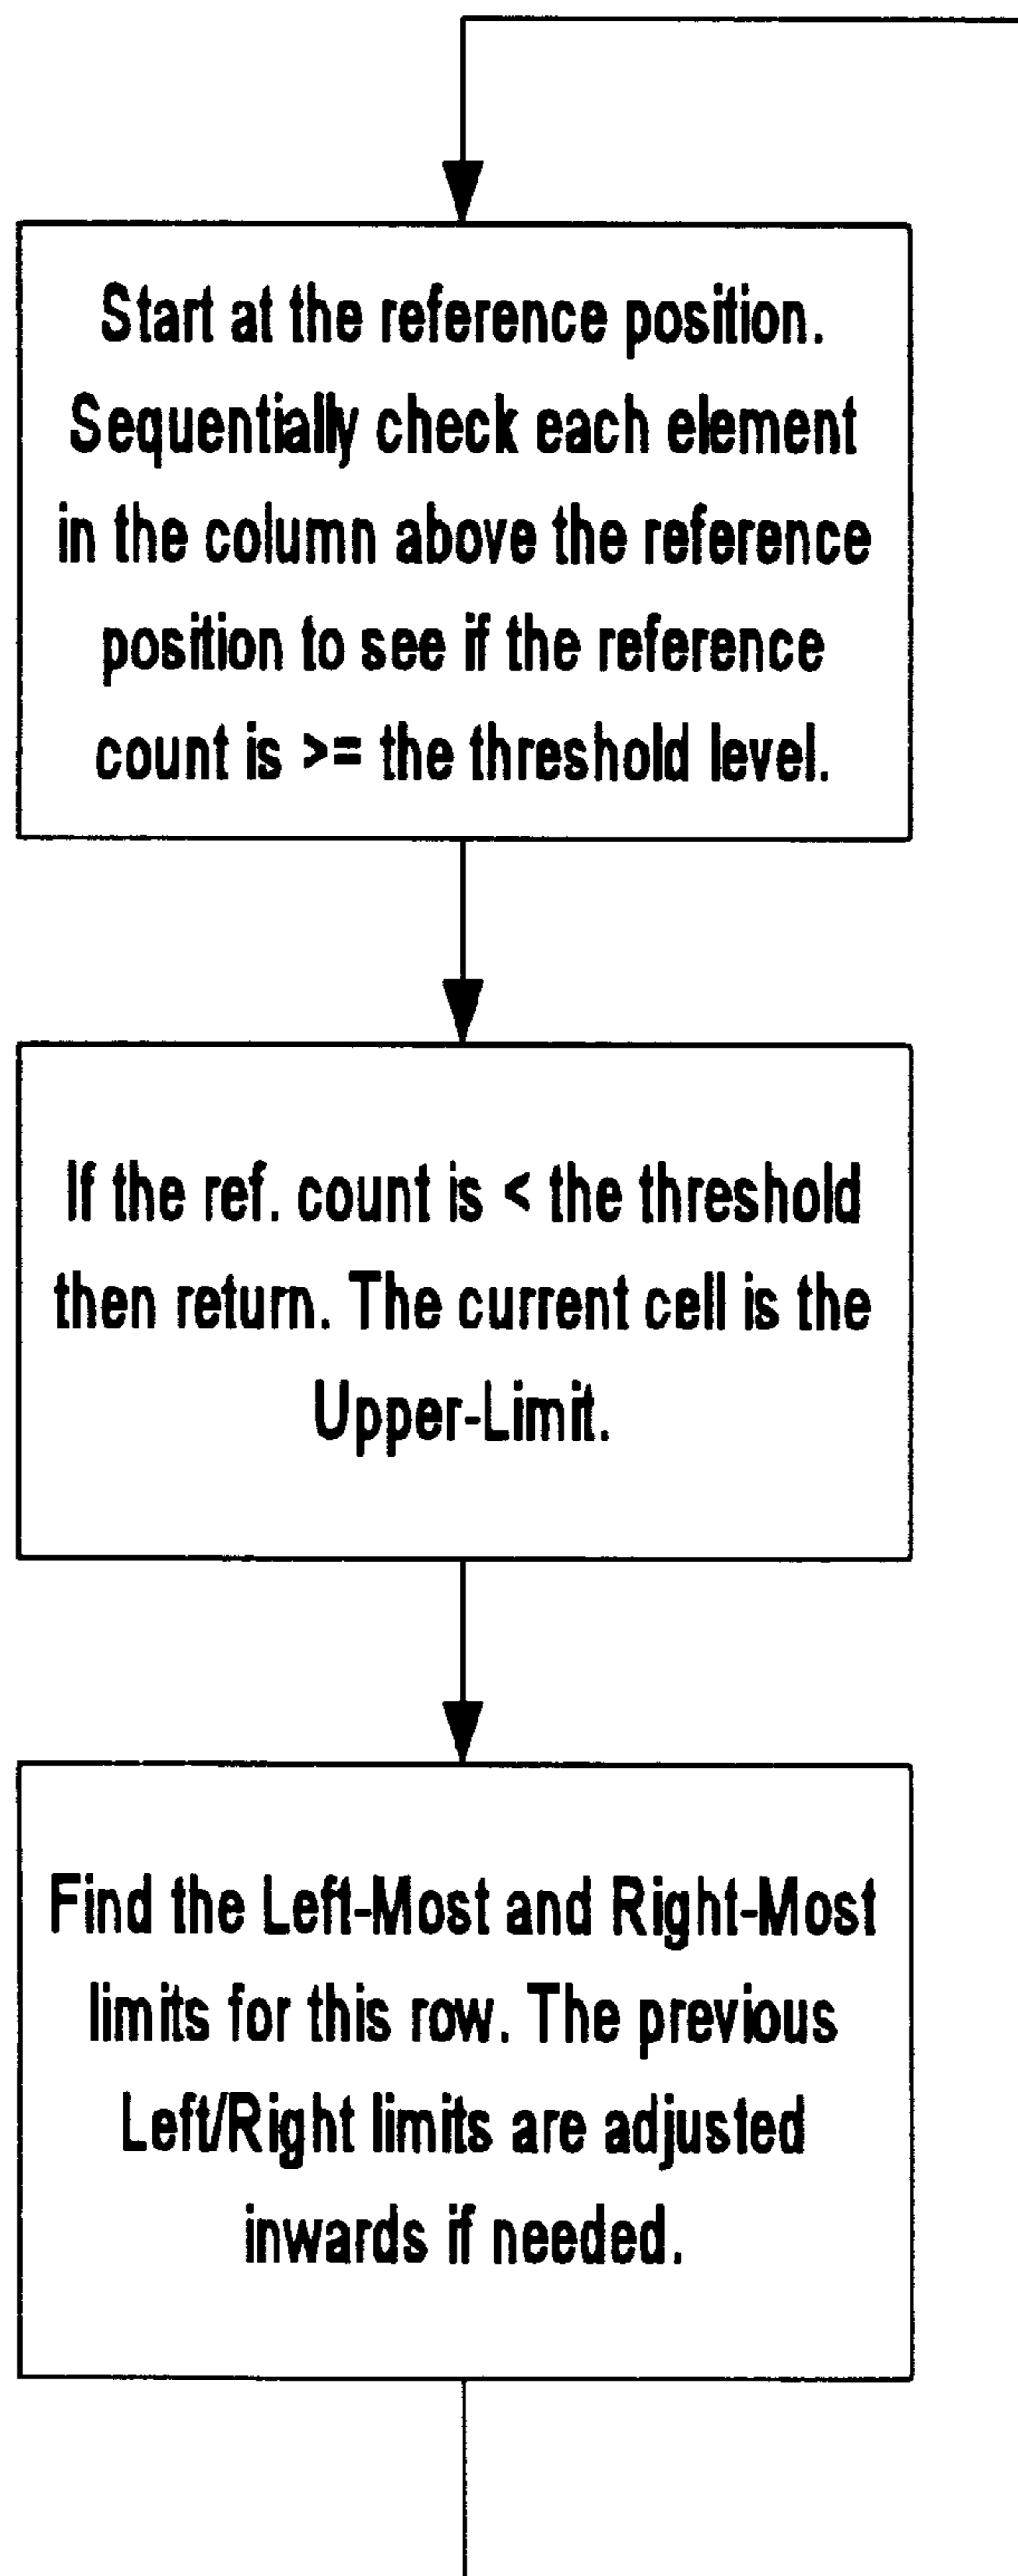 Start at the reference position.
Sequentially check each element
in the column above the reference
position to see if the reference
count is >= the threshold level.
If the ref. count is < the threshold
then return. The current cell is the
Upper-Limit.
Find the Left-Most and Right-Most
limits for this row. The previous
Left/Right limits are adjusted
inwards if needed.